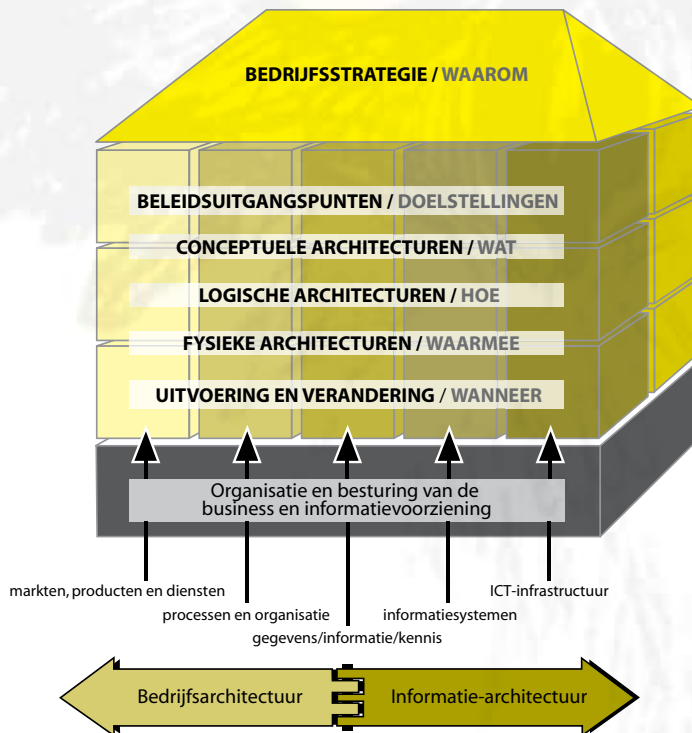 BEDRIJFSSTRATEGIE / WAAROM
BELEIDSUITGANGSPUNTEN / DOELSTELLINGEN
CONCEPTUELE ARCHITECTUREN / WAT
LOGISCHE ARCHITECTUREN / HOE
FYSIEKE ARCHITECTUREN / WAARMEE
UITVOERING EN VERANDERING / WANNEER
Organisatie en besturing van de
business en informatievoorziening
markten, producten en diensten
ICT-infrastructuur
processen en organisatie
informatiesystemen
gegevens/informatie/kennis
Bedrijfsarchitectuur
Informatie-architectuur